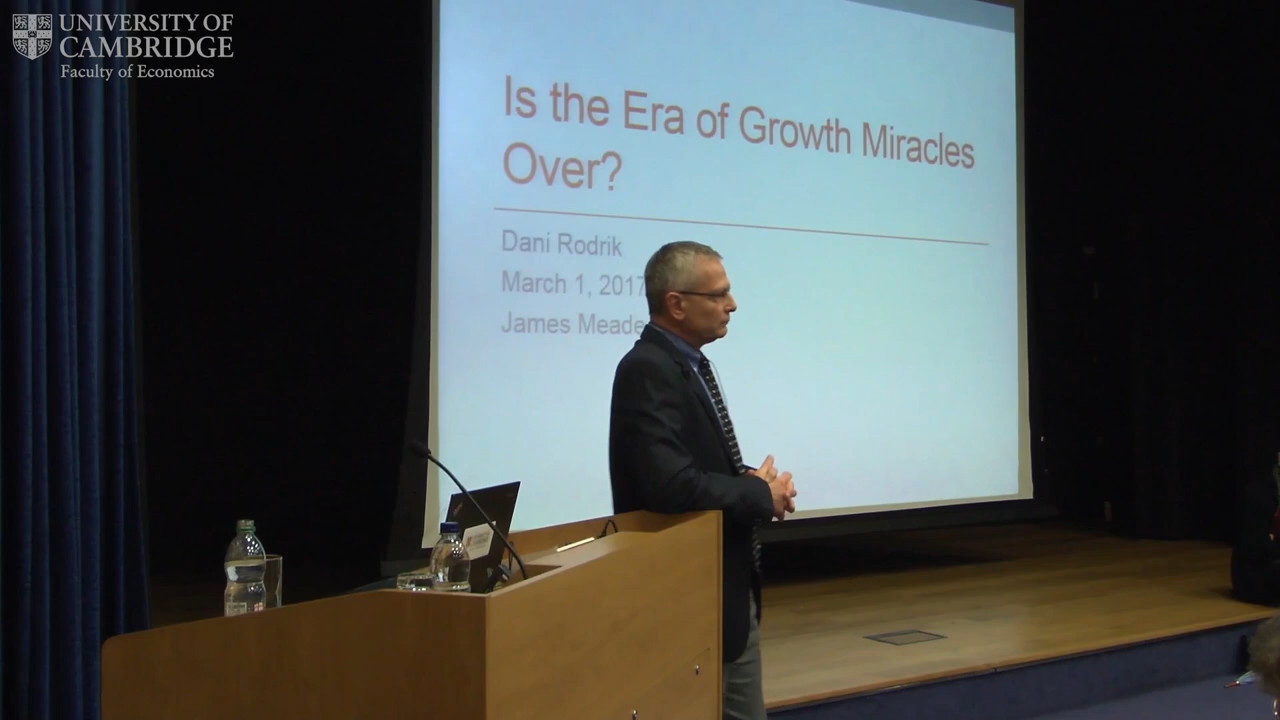 UNIVERSITY OF
CAMBRIDGE
Faculty of Economics
Is the Era of Growth Miracles
Over?
Dani Rodrik
March 1, 2017
James Meade